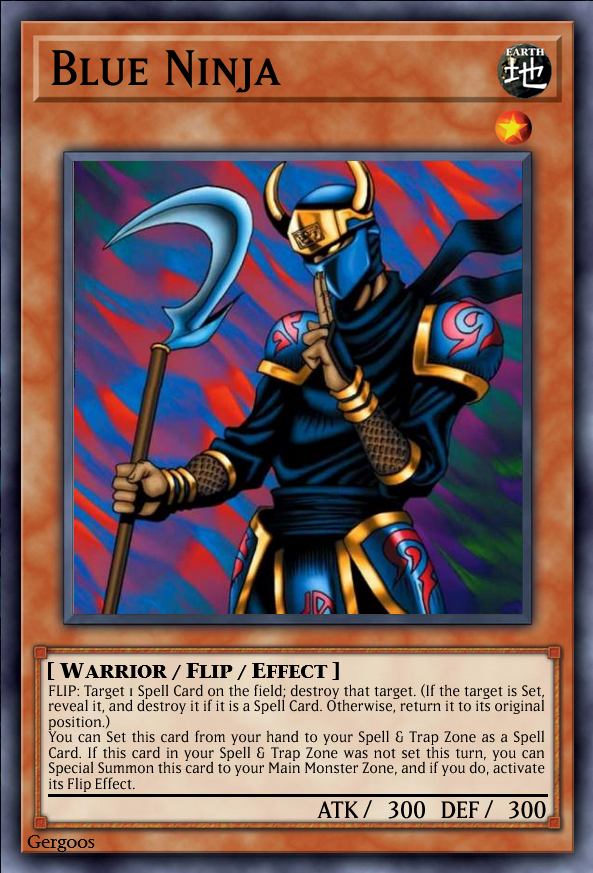 BLUE NINJA
EARTH
地
[ WARRIOR / FLIP / EFFECT ]
FLIP: Target 1 Spell Card on the field; destroy that target. (If the target is Set,
reveal it, and destroy it if it is a Spell Card. Otherwise, return it to its original
position.)
You can Set this card from your hand to your Spell & Trap Zone as a Spell
Card. If this card in your Spell & Trap Zone was not set this turn, you can
Special Summon this card to your Main Monster Zone, and if you do, activate
its Flip Effect.
ATK / 300 DEF / 300
Gergoos